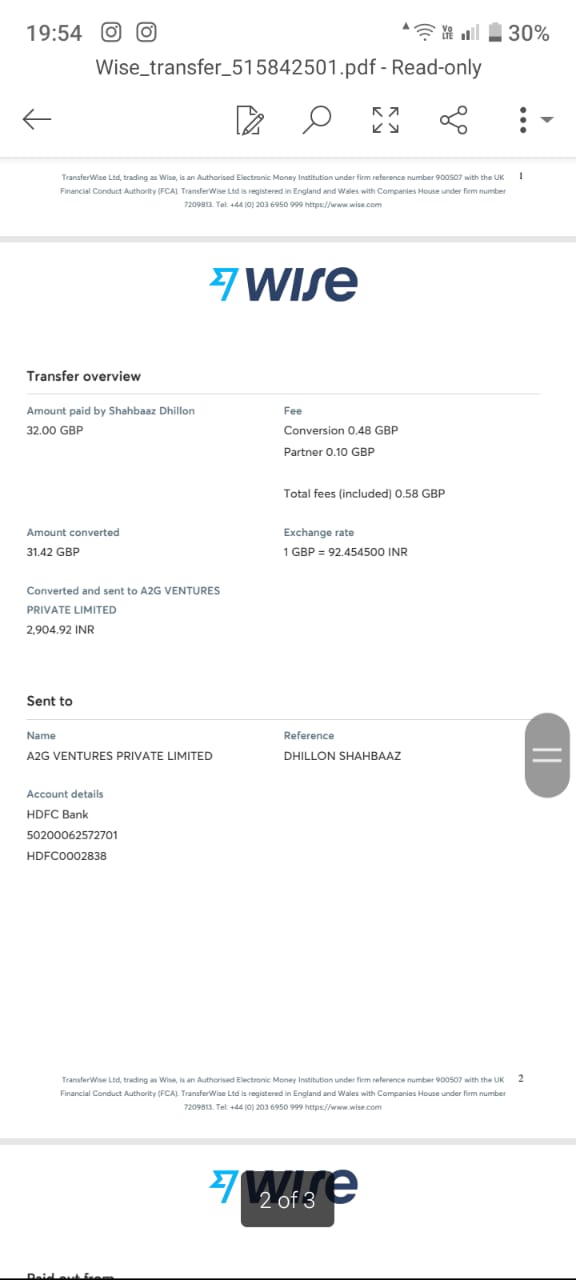 19:54
30%
Wise_transfer_515842501.pdf - Read-only
TransferWise Ltd, trading as Wise, is an Authorised Electronic Money Institution under firm reference number 900507 with the UK
1
Financial Conduct Authority (FCA). TransferWise Ltd is registered in England and Wales with Companies House under firm number
7209813. Tel: +44 (0) 203 6950 999 https://www.wise.com
WISe
Transfer overview
Amount paid by Shahbaaz Dhillon
Fee
32.00 GBP
Conversion 0.48 GBP
Partner 0.10 GBP
Total fees (included) 0.58 GBP
Amount converted
Exchange rate
31.42 GBP
1 GBP = 92.454500 INR
Converted and sent to A2G VENTURES
PRIVATE LIMITED
2,904.92 INR
Sent to
Name
Reference
A2G VENTURES PRIVATE LIMITED
DHILLON SHAHBAAZ
Account details
HDFC Bank
50200062572701
HDFC0002838
TransferWise Ltd, trading as Wise, is an Authorised Electronic Money Institution under firm reference number 900507 with the UK
2
Financial Conduct Authority (FCA). TransferWise Ltd is registered in England and Wales with Companies House under firm number
7209813. Tel: +44 (0) 203 6950 999 https://www.wise.com
WISe
2 of 3
Paid out from